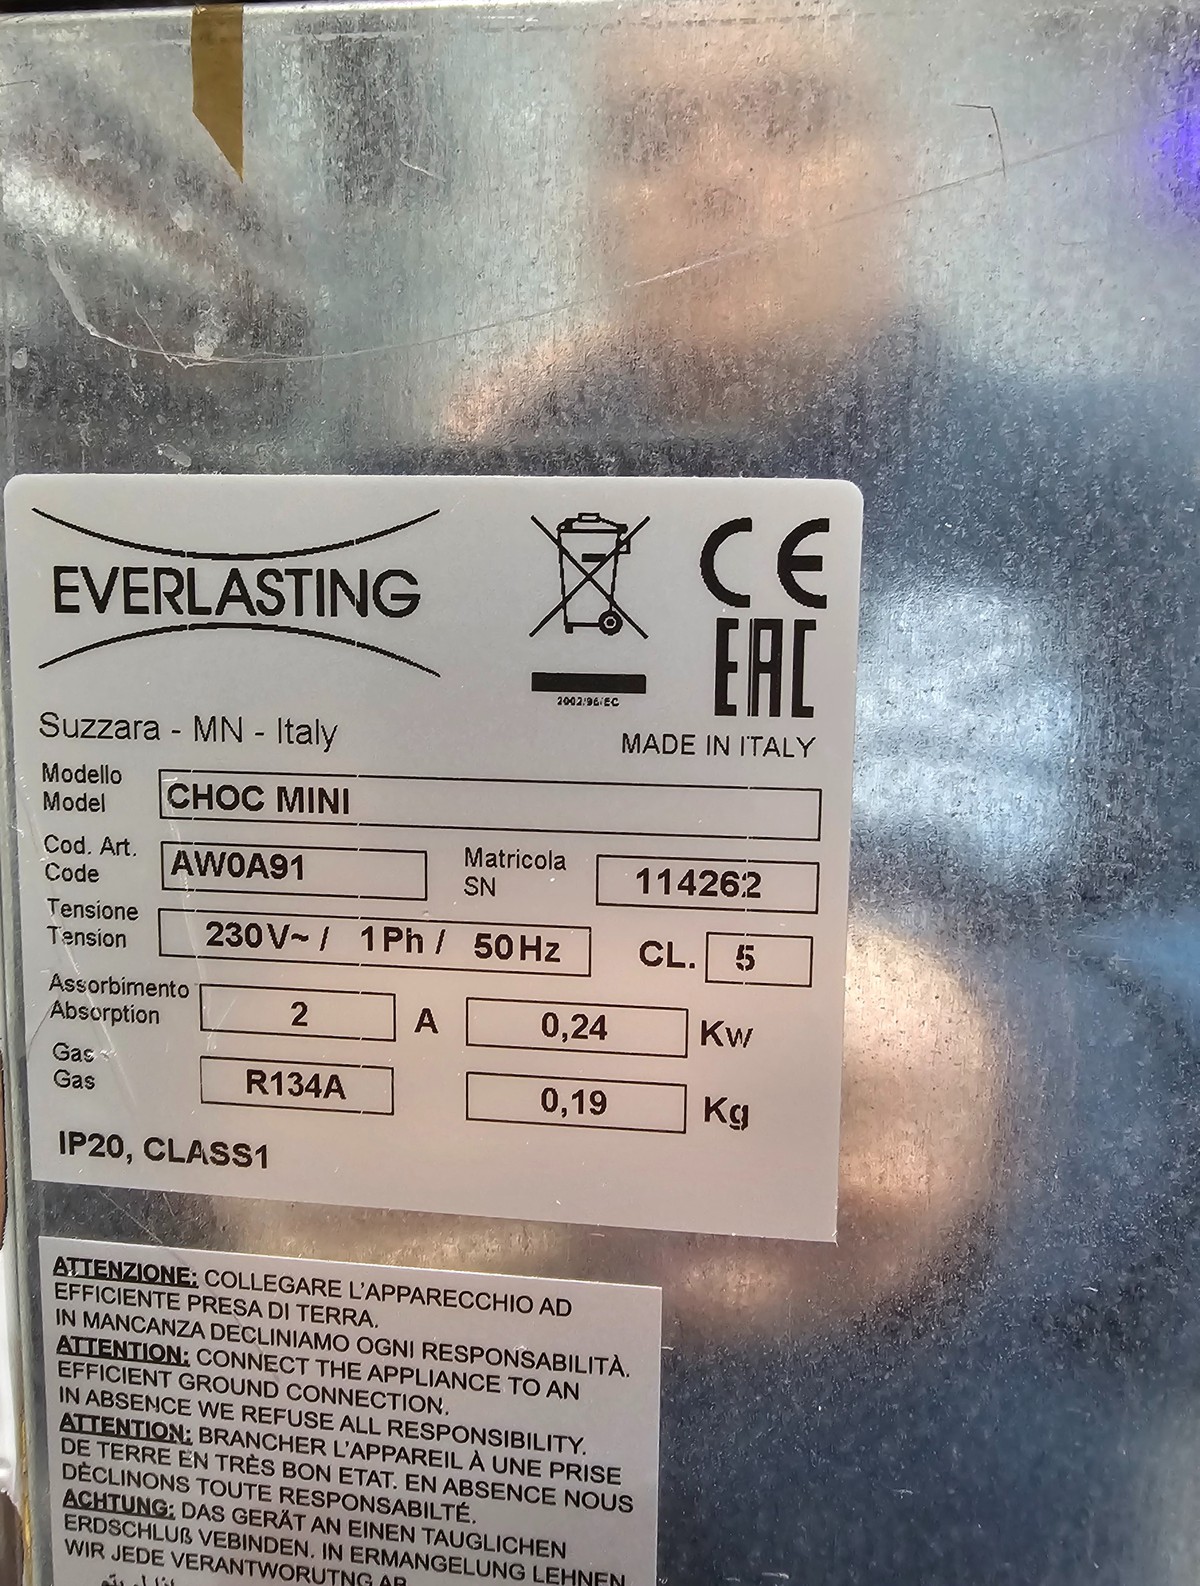 EVERLASTING
2002/96/EC
CE
EAC
Suzzara - MN - Italy
MADE IN ITALY
Modello
Model
CHOC MINI
Cod. Art.
Code
AW0A91
Matricola
SN
114262
Tensione
Tension
230V~ / 1Ph / 50Hz
CL. 5
Assorbimento
Absorption
2 A
0,24 Kw
Gas
Gas
R134A
0,19 Kg
IP20, CLASS1
ATTENZIONE: COLLEGARE L'APPARECCHIO AD
EFFICIENTE PRESA DI TERRA.
IN MANCANZA DECLINIAMO OGNI RESPONSABILITÀ.
ATTENTION: CONNECT THE APPLIANCE TO AN
EFFICIENT GROUND CONNECTION.
IN ABSENCE WE REFUSE ALL RESPONSIBILITY.
ATTENTION: BRANCHER L'APPAREIL À UNE PRISE
DE TERRE EN TRÈS BON ETAT. EN ABSENCE NOUS
DÈCLINONS TOUTE RESPONSABILTÉ.
ACHTUNG: DAS GERÄT AN EINEN TAUGLICHEN
ERDSCHLUß VEBINDEN. IN ERMANGELUNG LEHNEN
WIR JEDE VERANTWORUTNG AB